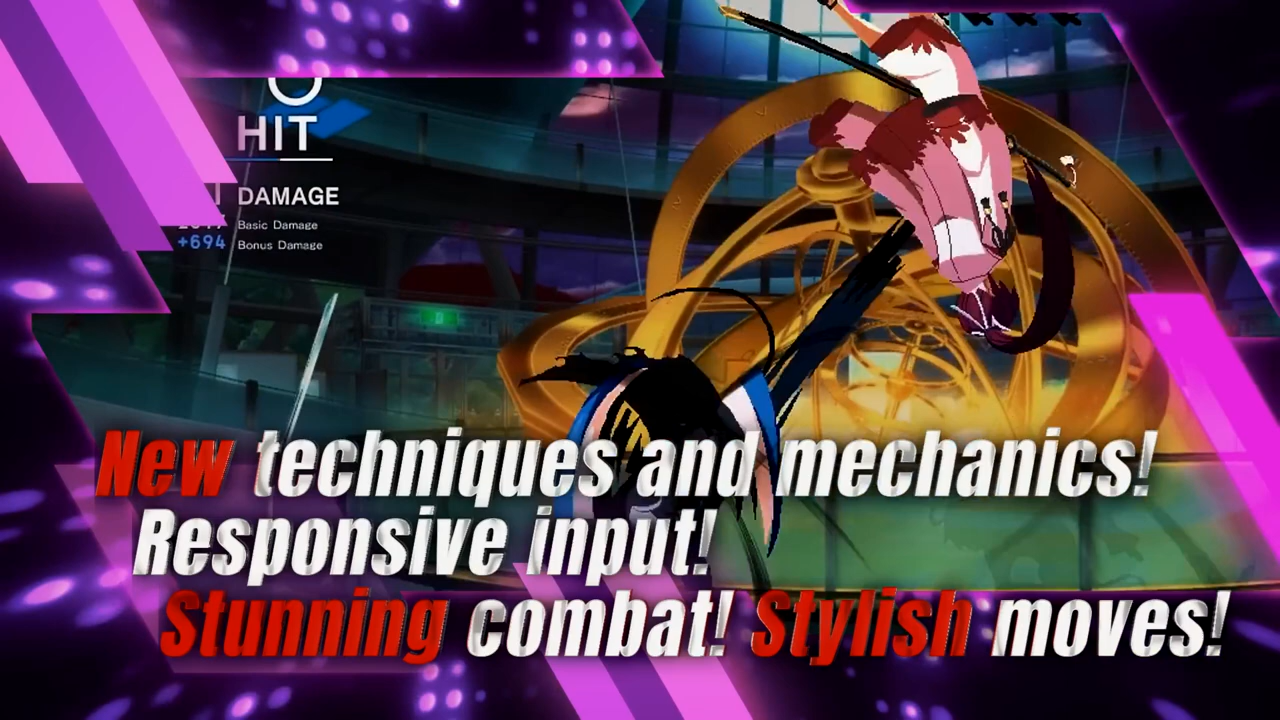 HIT
DAMAGE
Basic Damage
+694 Bonus Damage
New techniques and mechanics!
Responsive input!
Stunning combat! Stylish moves!